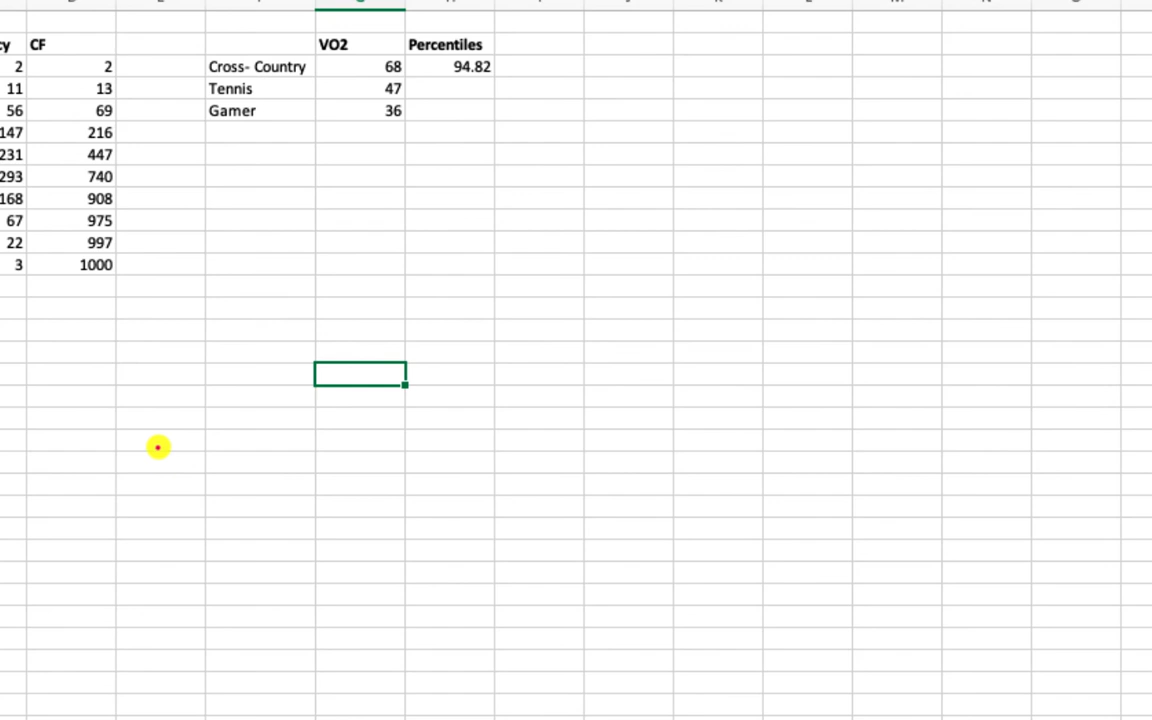 cy CF VO2 Percentiles
2 2 Cross- Country 68 94.82
11 13 Tennis 47
56 69 Gamer 36
147 216
231 447
293 740
168 908
67 975
22 997
3 1000